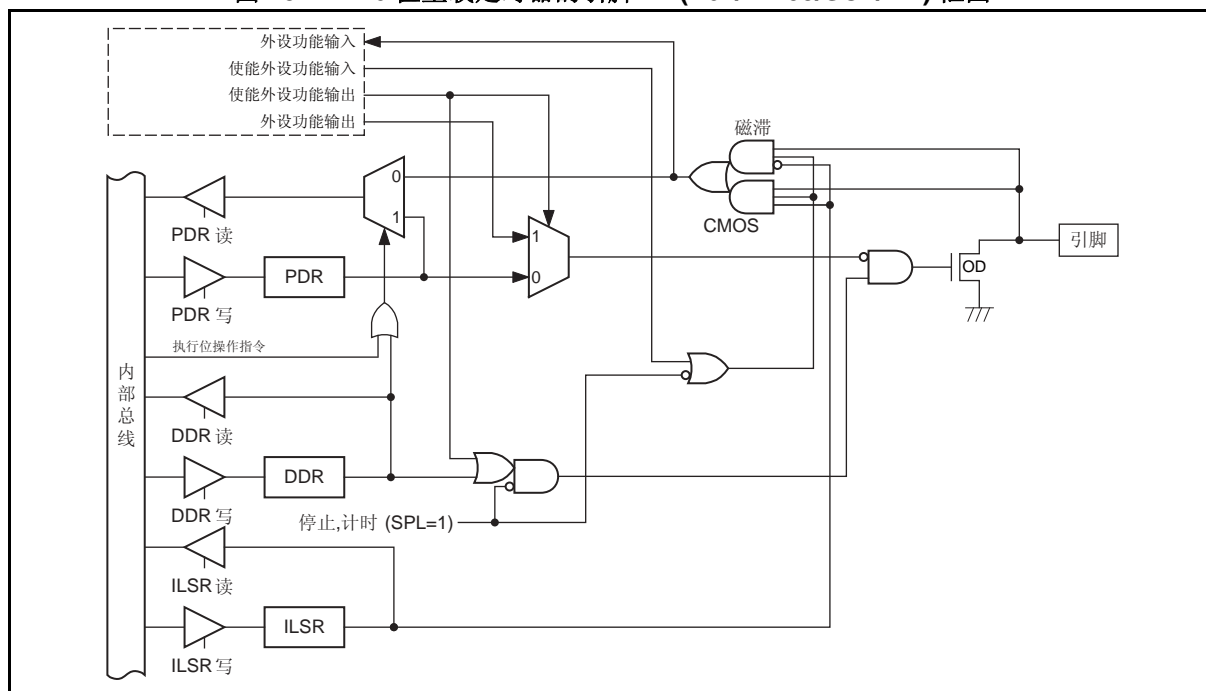 外设功能输入
使能外设功能输入
使能外设功能输出
外设功能输出
磁滞
0
1
PDR 读
CMOS
1
0
引脚
PDR
OD
PDR 写
执行位操作指令
内部总线
DDR 读
DDR
DDR 写
停止,计时 (SPL=1)
ILSR 读
ILSR
ILSR 写